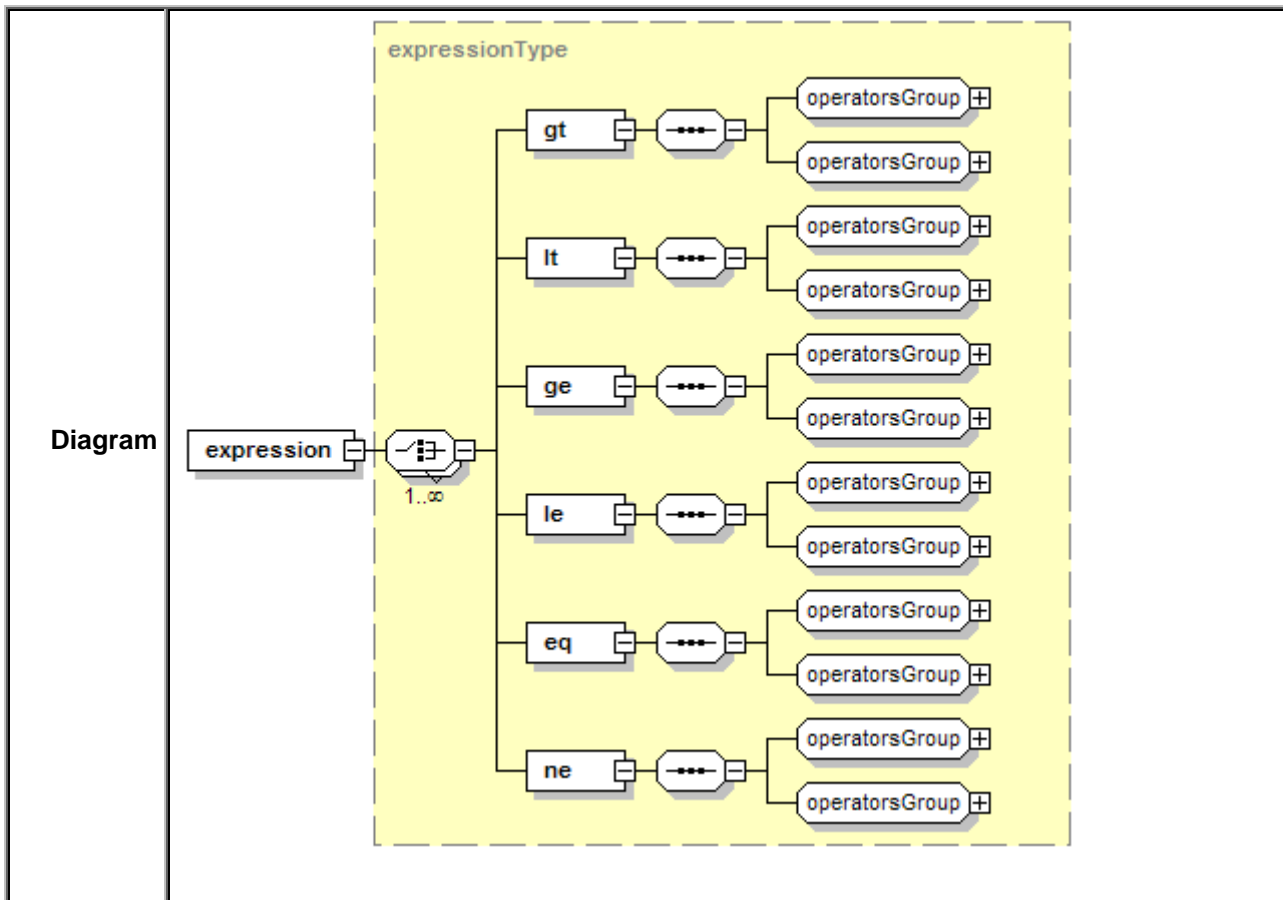 expressionType
operatorsGroup
gt
operatorsGroup
operatorsGroup
lt
operatorsGroup
operatorsGroup
ge
operatorsGroup
Diagram
expression
1..∞
operatorsGroup
le
operatorsGroup
operatorsGroup
eq
operatorsGroup
operatorsGroup
ne
operatorsGroup